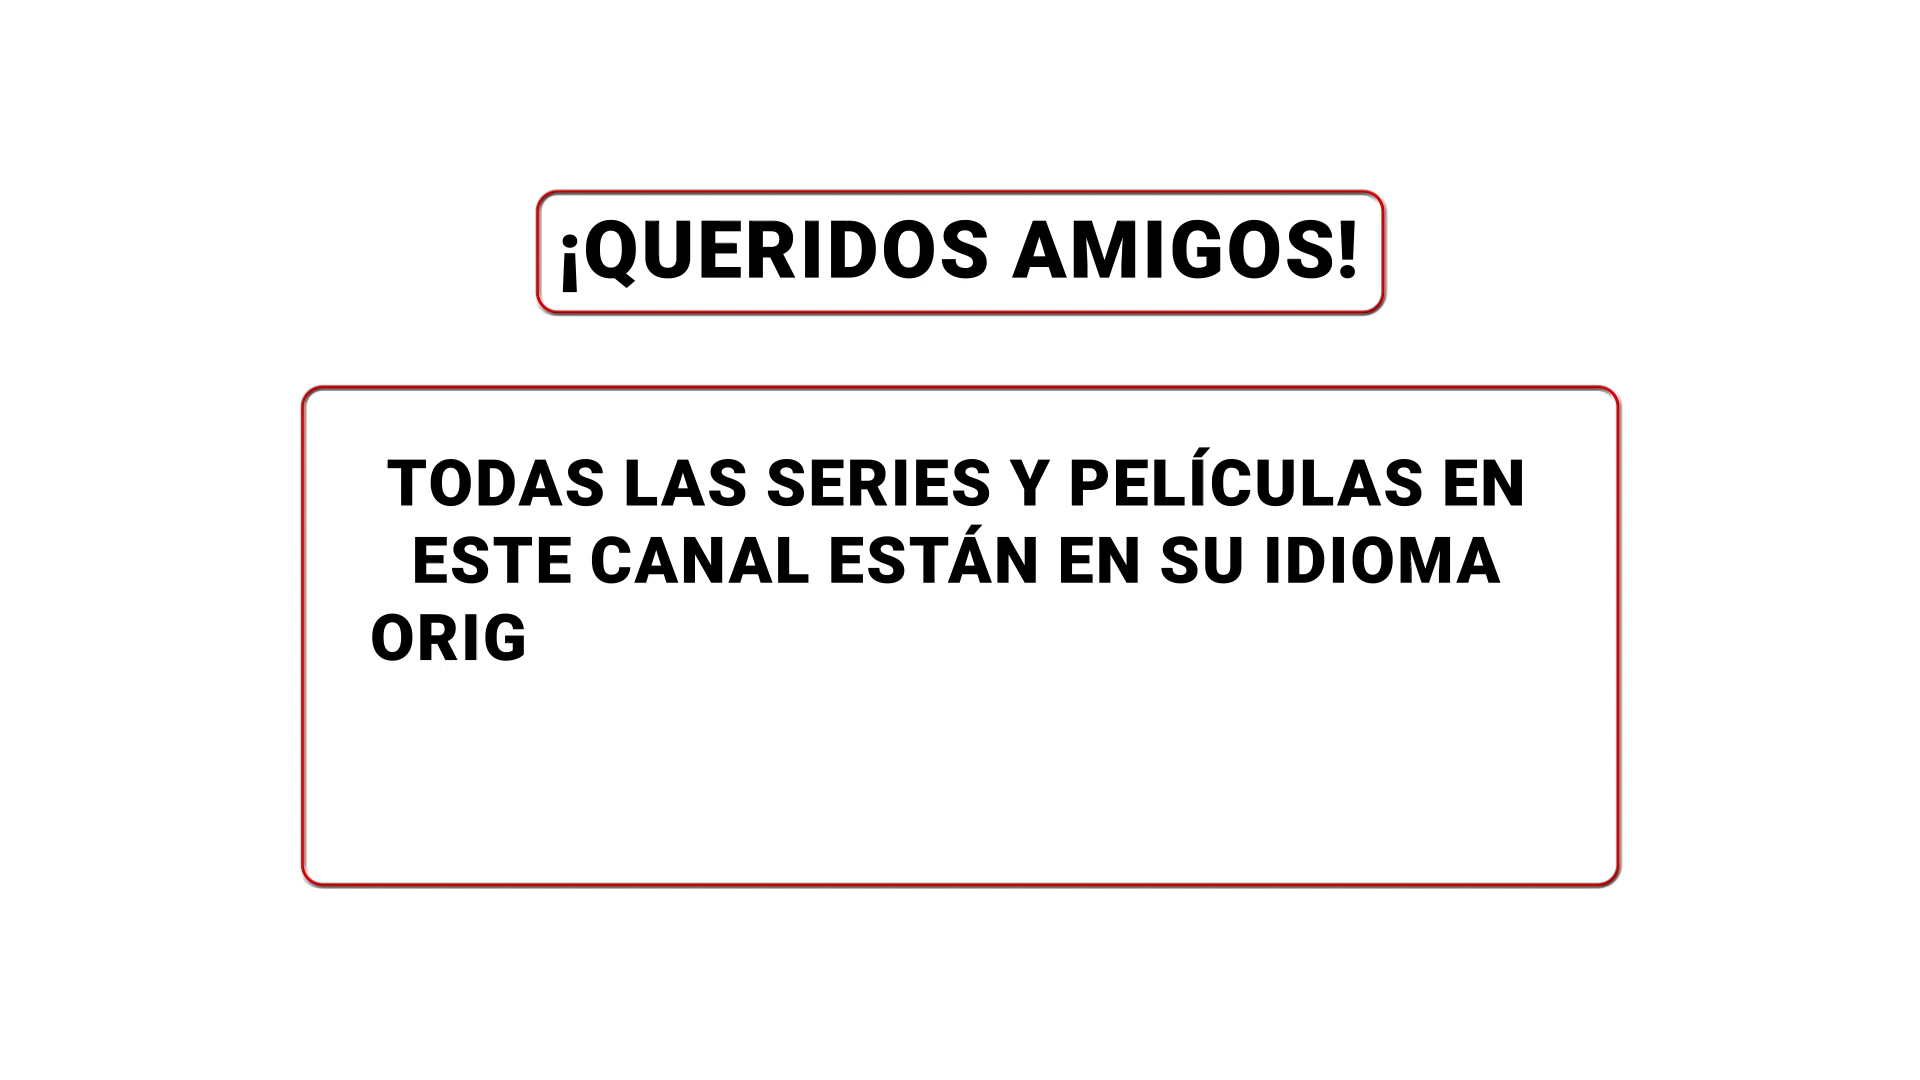 ¡QUERIDOS AMIGOS!
TODAS LAS SERIES Y PELÍCULAS EN
ESTE CANAL ESTÁN EN SU IDIOMA
ORIG